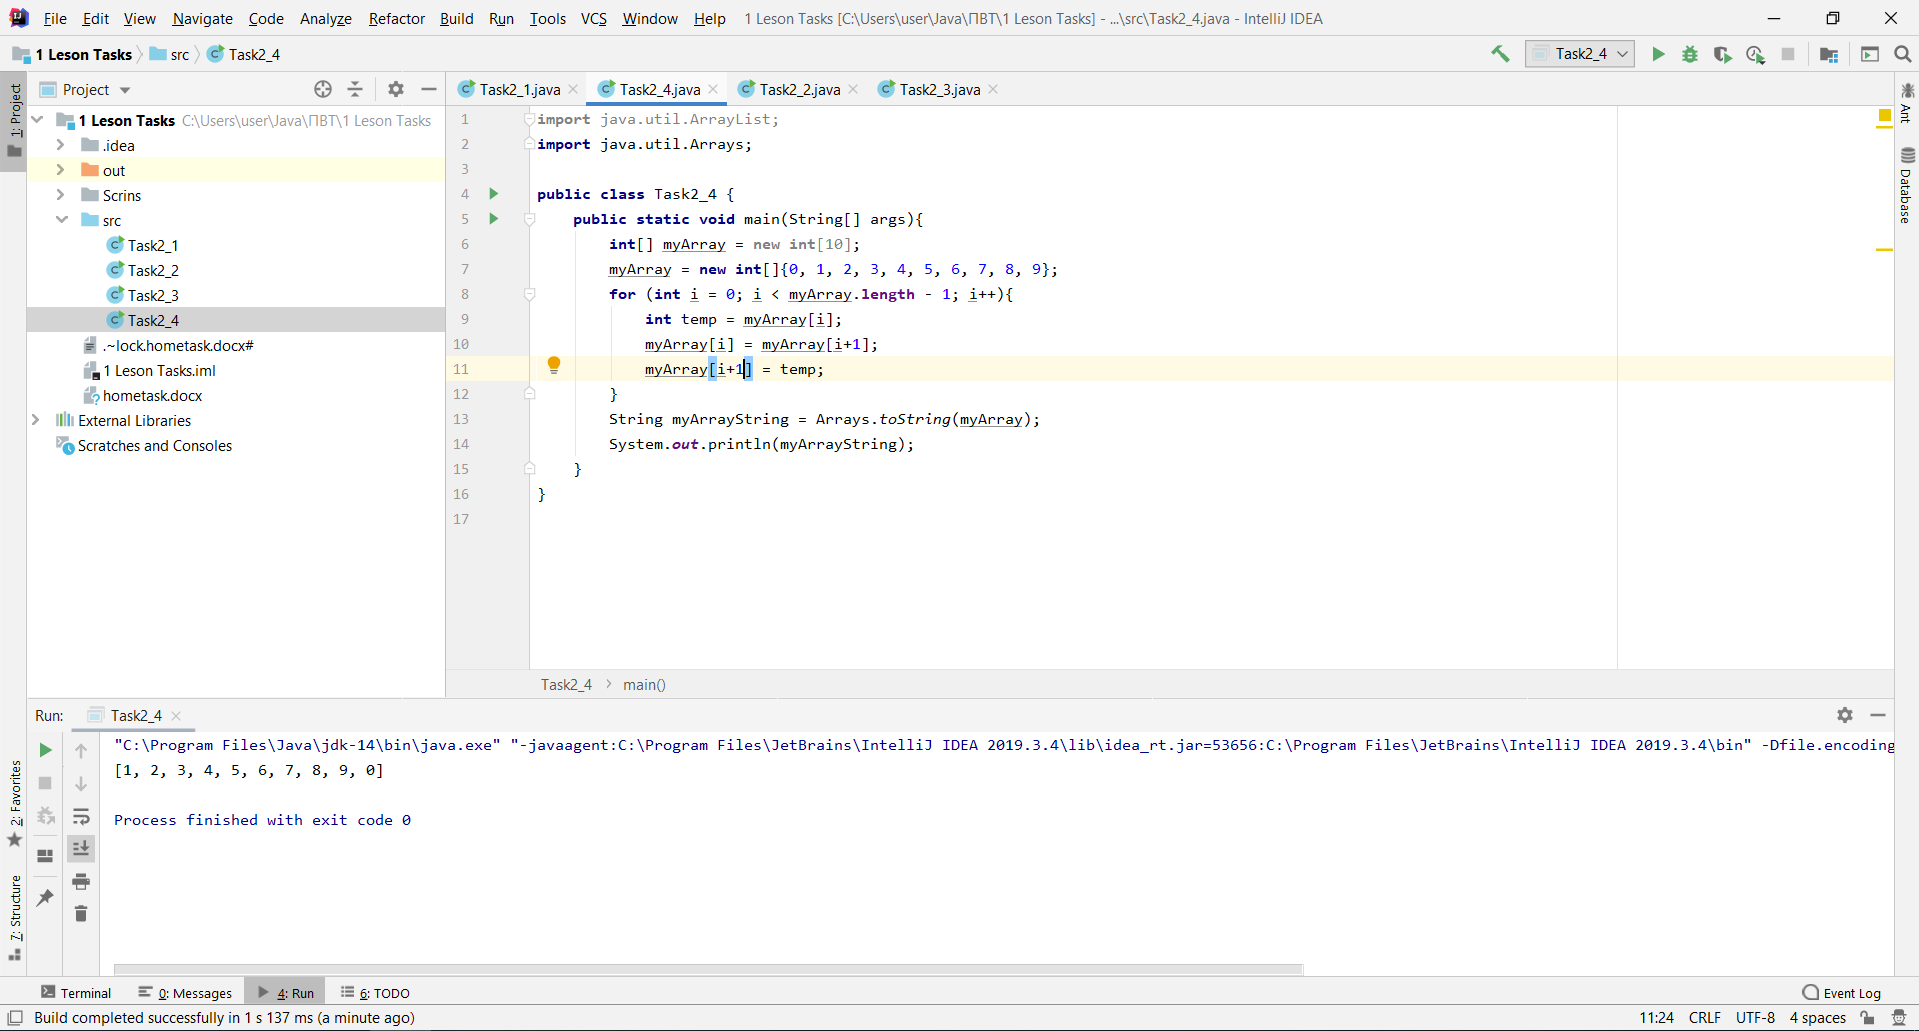 File Edit View Navigate Code Analyze Refactor Build Run Tools VCS Window Help 1 Leson Tasks [C:\Users\user\Java\ПВТ\1 Leson Tasks] - ...\src\Task2_4.java - IntelliJ IDEA
1 Leson Tasks src Task2_4 Task2_4
Project Task2_1.java Task2_4.java Task2_2.java Task2_3.java
1: Project
1 Leson Tasks C:\Users\user\Java\ПВТ\1 Leson Tasks
.idea
out
Scrins
src
Task2_1
Task2_2
Task2_3
Task2_4
.~lock.hometask.docx#
1 Leson Tasks.iml
hometask.docx
External Libraries
Scratches and Consoles
1 import java.util.ArrayList;
2 import java.util.Arrays;
3
4 public class Task2_4 {
5 public static void main(String[] args){
6 int[] myArray = new int[10];
7 myArray = new int[]{0, 1, 2, 3, 4, 5, 6, 7, 8, 9};
8 for (int i = 0; i < myArray.length - 1; i++){
9 int temp = myArray[i];
10 myArray[i] = myArray[i+1];
11 myArray[i+1] = temp;
12 }
13 String myArrayString = Arrays.toString(myArray);
14 System.out.println(myArrayString);
15 }
16 }
17
Ant
Database
Task2_4 main()
Run: Task2_4
"C:\Program Files\Java\jdk-14\bin\java.exe" "-javaagent:C:\Program Files\JetBrains\IntelliJ IDEA 2019.3.4\lib\idea_rt.jar=53656:C:\Program Files\JetBrains\IntelliJ IDEA 2019.3.4\bin" -Dfile.encoding
[1, 2, 3, 4, 5, 6, 7, 8, 9, 0]
Process finished with exit code 0
2: Favorites
7: Structure
Terminal 0: Messages 4: Run 6: TODO Event Log
Build completed successfully in 1 s 137 ms (a minute ago) 11:24 CRLF UTF-8 4 spaces